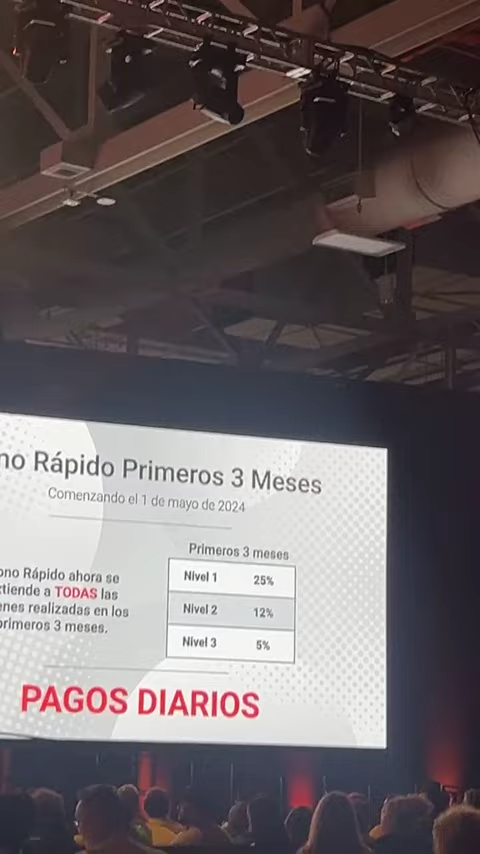 no Rápido Primeros 3 Meses
Comenzando el 1 de mayo de 2024
Primeros 3 meses
Nivel 1 25%
Nivel 2 12%
Nivel 3 5%
ono Rápido ahora se
tiende a TODAS las
enes realizadas en los
primeros 3 meses.
PAGOS DIARIOS